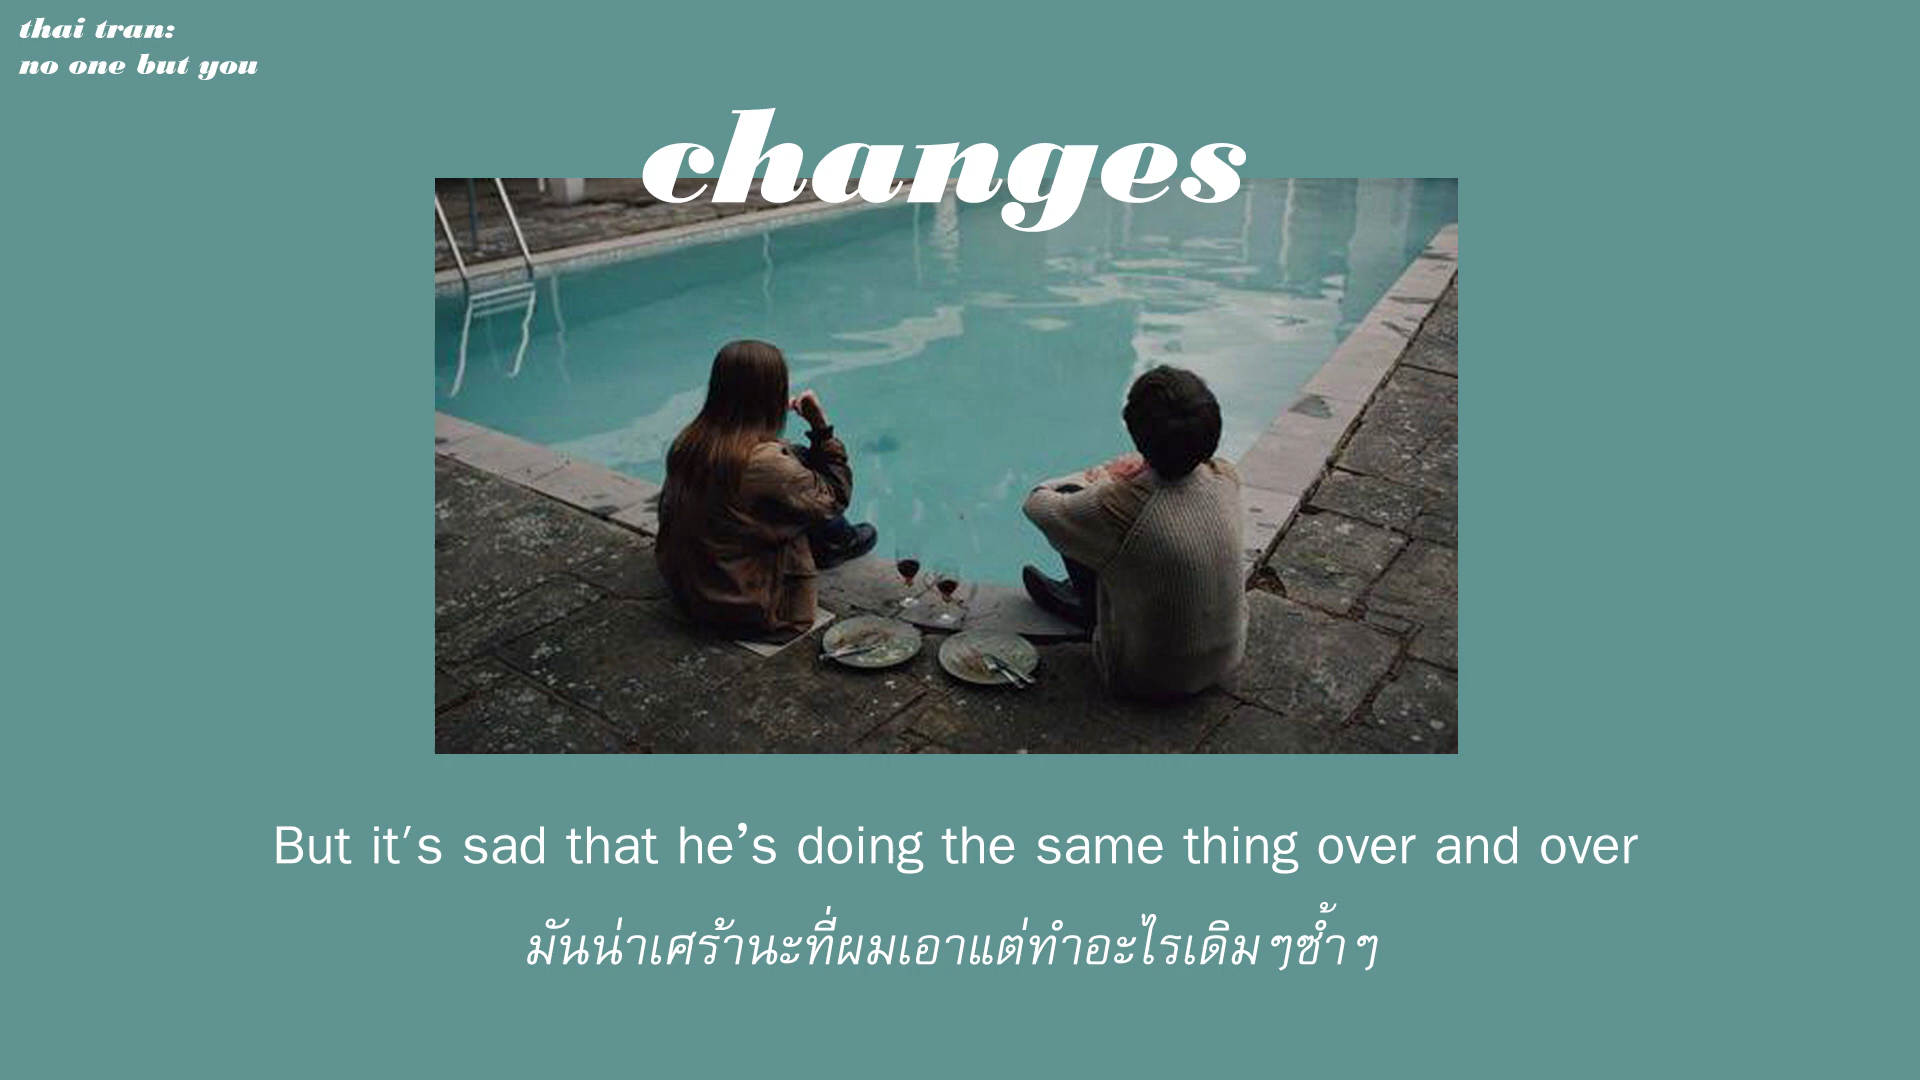 thai tran:
no one but you
changes
But it's sad that he’s doing the same thing over and over
มันน่าเศร้านะที่ผมเอาแต่ทำอะไรเดิมๆซ้ำๆ